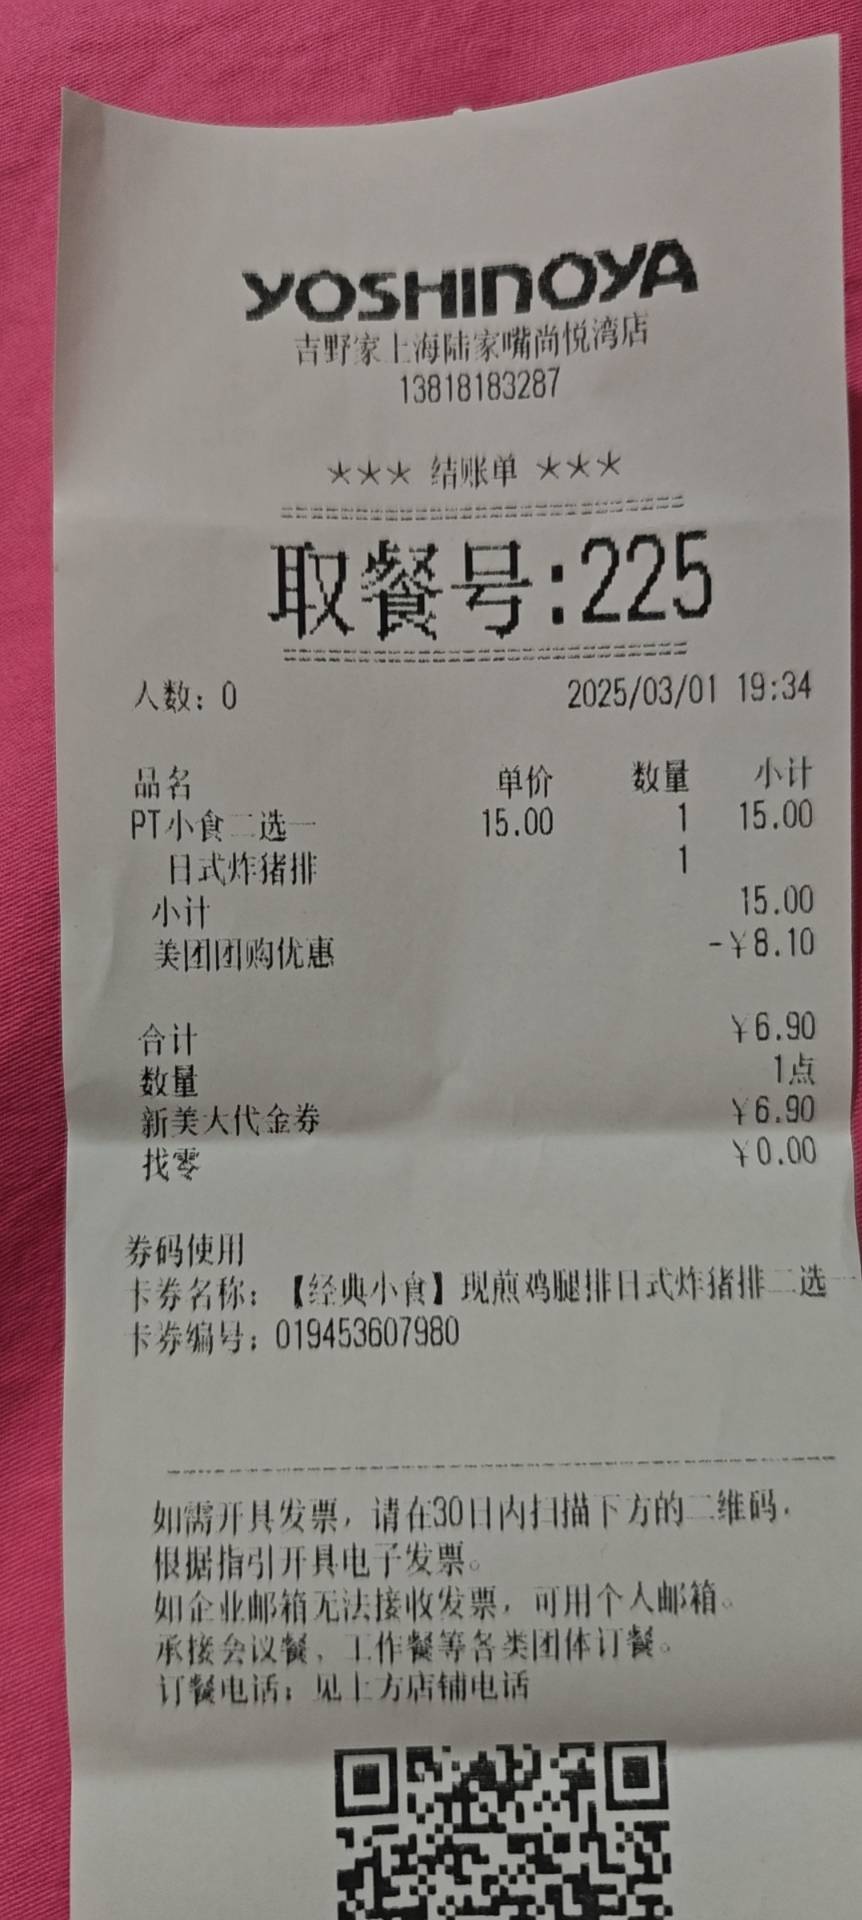 YOSHINOYA
吉野家上海陆家嘴尚悦湾店
13818183287
*** 结账单 ***
取餐号:225
人数: 0 2025/03/01 19:34
品名 单价 数量 小计
PT小食二选一 15.00 1 15.00
日式炸猪排 1
小计 15.00
美团团购优惠 -¥8.10
合计 ¥6.90
数量 1点
新美大代金券 ¥6.90
找零 ¥0.00
券码使用
卡券名称: 【经典小食】现煎鸡腿排日式炸猪排二选一
卡券编号: 019453607980
如需开具发票，请在30日内扫描下方的二维码，
根据指引开具电子发票。
如企业邮箱无法接收发票，可用个人邮箱。
承接会议餐、工作餐等各类团体订餐。
订餐电话: 见上方店铺电话